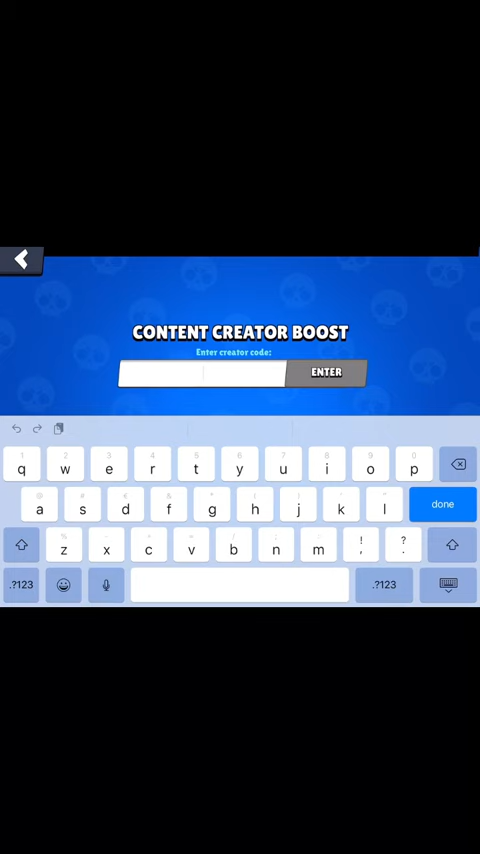 CONTENT CREATOR BOOST
Enter creator code:
ENTER
1 2 3 4 5 6 7 8 9 0
q w e r t y u i o p
@ # € & * ( ) ' "
a s d f g h j k l done
% - + = / ; :
z x c v b n m ! , ? .
.?123 .?123